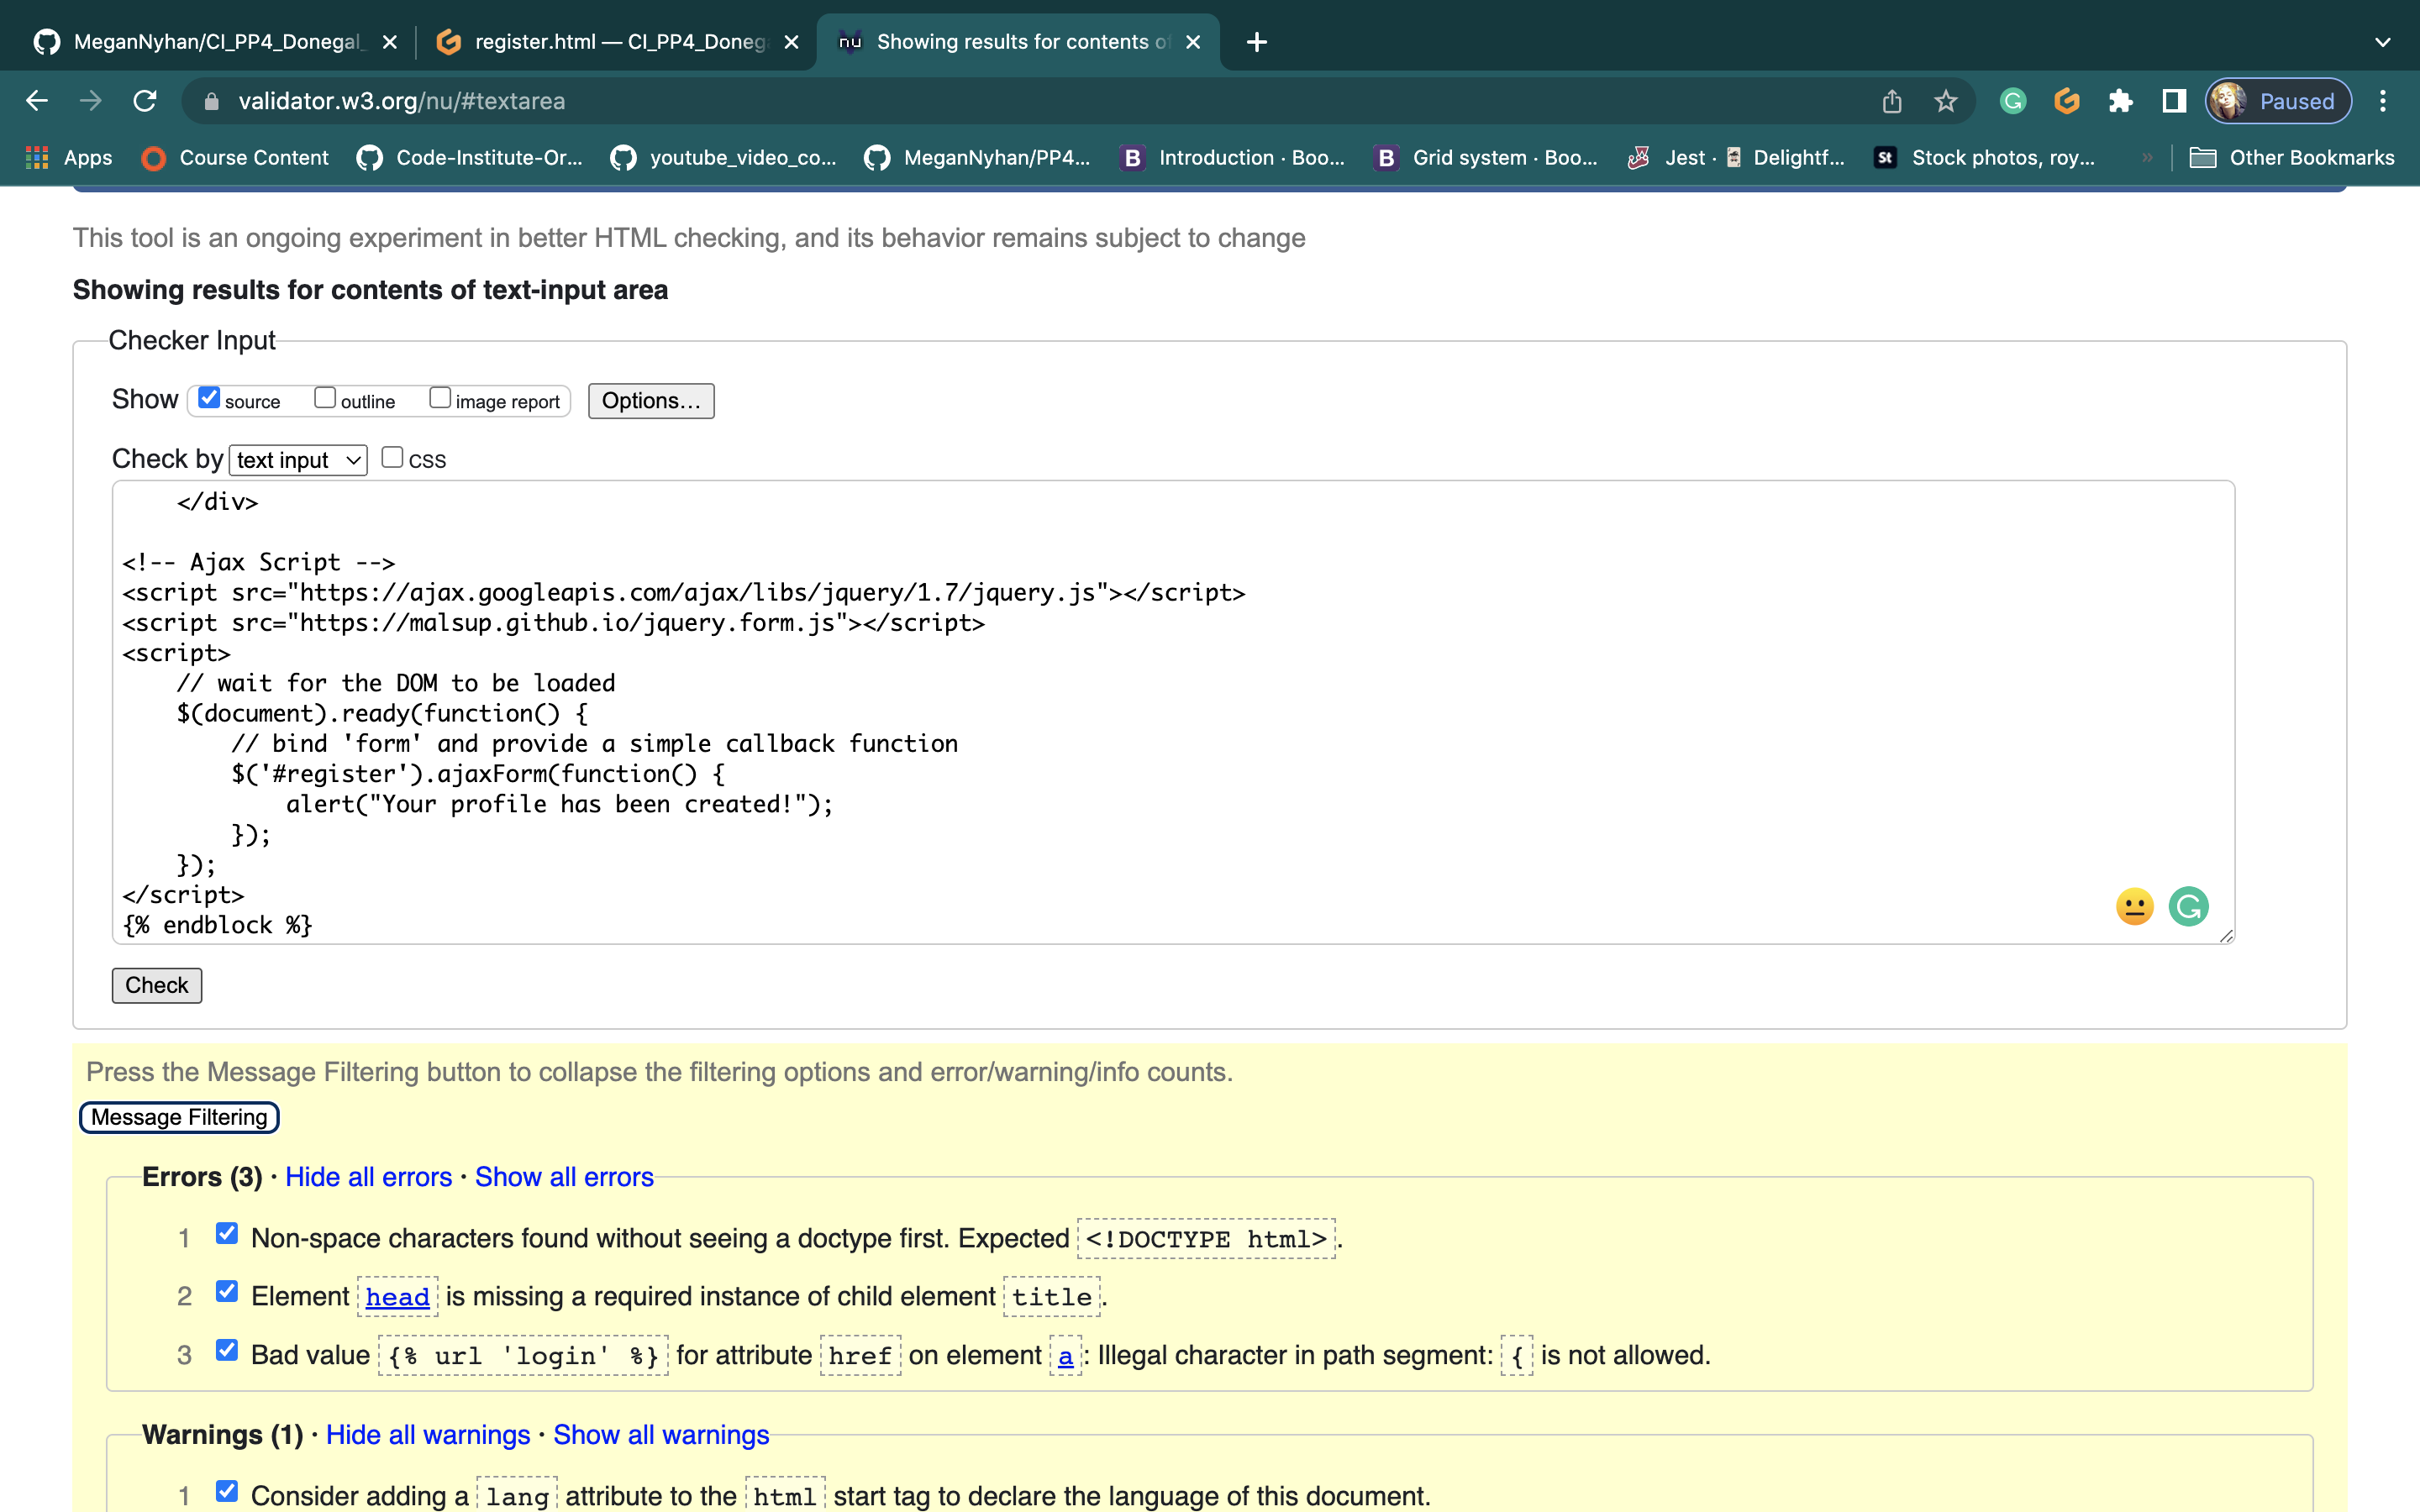 MeganNyhan/CI_PP4_Donegal_
register.html — CI_PP4_Doneg
nu Showing results for contents of
validator.w3.org/nu/#textarea
Paused
Apps
Course Content
Code-Institute-Or...
youtube_video_co...
MeganNyhan/PP4...
B Introduction · Boo...
B Grid system · Boo...
Jest · Delightf...
St Stock photos, roy...
»
Other Bookmarks
This tool is an ongoing experiment in better HTML checking, and its behavior remains subject to change
Showing results for contents of text-input area
Checker Input
Show source outline image report Options...
Check by text input CSS
</div>
<!-- Ajax Script -->
<script src="https://ajax.googleapis.com/ajax/libs/jquery/1.7/jquery.js"></script>
<script src="https://malsup.github.io/jquery.form.js"></script>
<script>
// wait for the DOM to be loaded
$(document).ready(function() {
// bind 'form' and provide a simple callback function
$('#register').ajaxForm(function() {
alert("Your profile has been created!");
});
});
</script>
{% endblock %}
Check
Press the Message Filtering button to collapse the filtering options and error/warning/info counts.
Message Filtering
Errors (3) · Hide all errors · Show all errors
1 Non-space characters found without seeing a doctype first. Expected <!DOCTYPE html>.
2 Element head is missing a required instance of child element title.
3 Bad value {% url 'login' %} for attribute href on element a: Illegal character in path segment: { is not allowed.
Warnings (1) · Hide all warnings · Show all warnings
1 Consider adding a lang attribute to the html start tag to declare the language of this document.